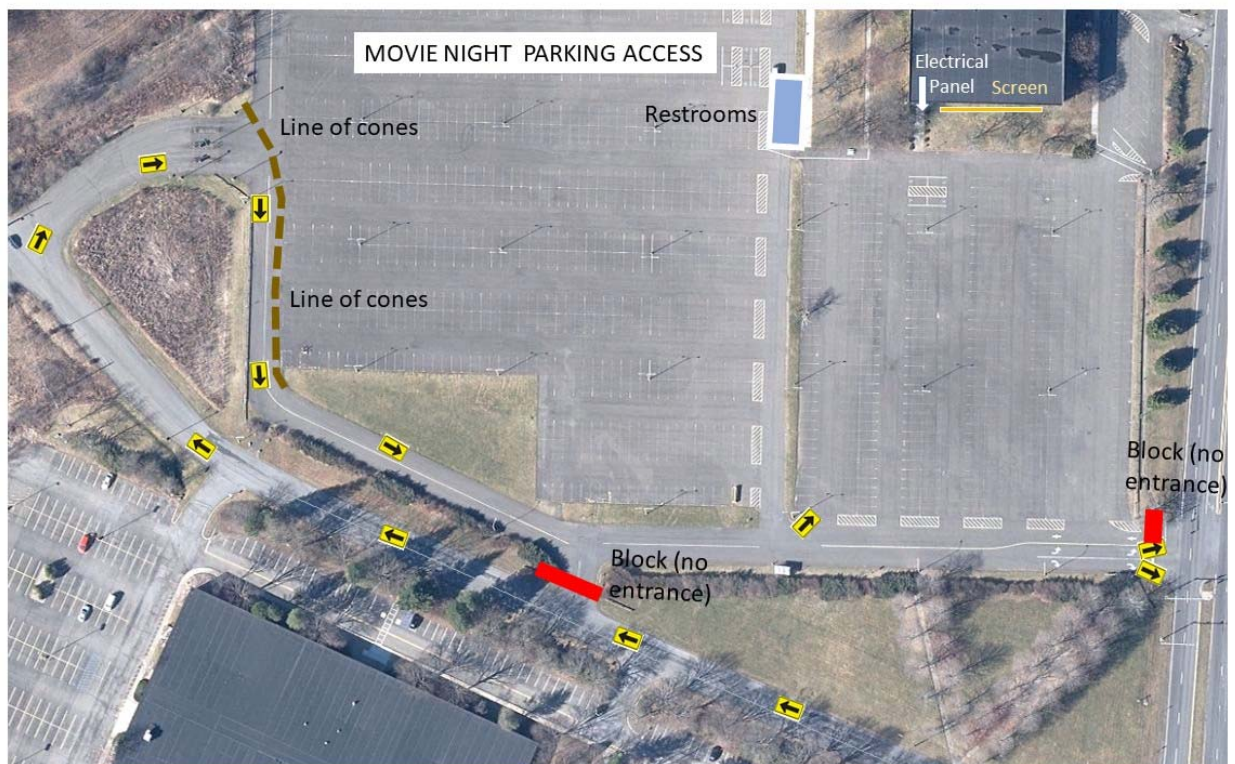 MOVIE NIGHT PARKING ACCESS
Electrical
Panel
Screen
Restrooms
Line of cones
Line of cones
Block (no
entrance)
Block (no
entrance)